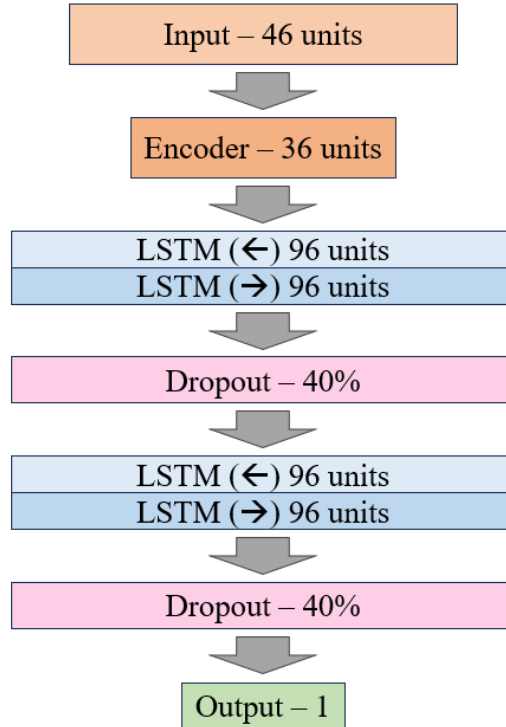 Input – 46 units
Encoder – 36 units
LSTM (←) 96 units
LSTM (→) 96 units
Dropout – 40%
LSTM (←) 96 units
LSTM (→) 96 units
Dropout – 40%
Output – 1